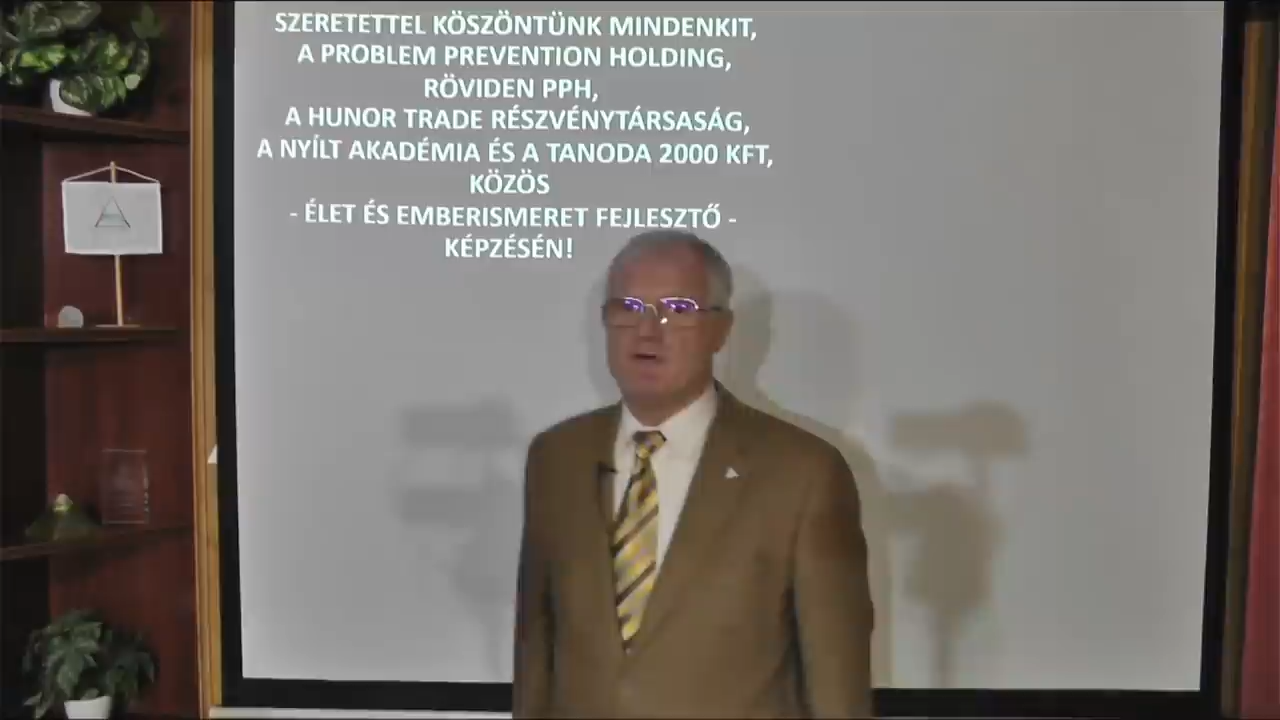 SZERETETTEL KÖSZÖNTÜNK MINDENKIT,
A PROBLEM PREVENTION HOLDING,
RÖVIDEN PPH,
A HUNOR TRADE RÉSZVÉNYTÁRSASÁG,
A NYÍLT AKADÉMIA ÉS A TANODA 2000 KFT,
KÖZÖS
- ÉLET ÉS EMBERISMERET FEJLESZTŐ -
KÉPZÉSÉN!